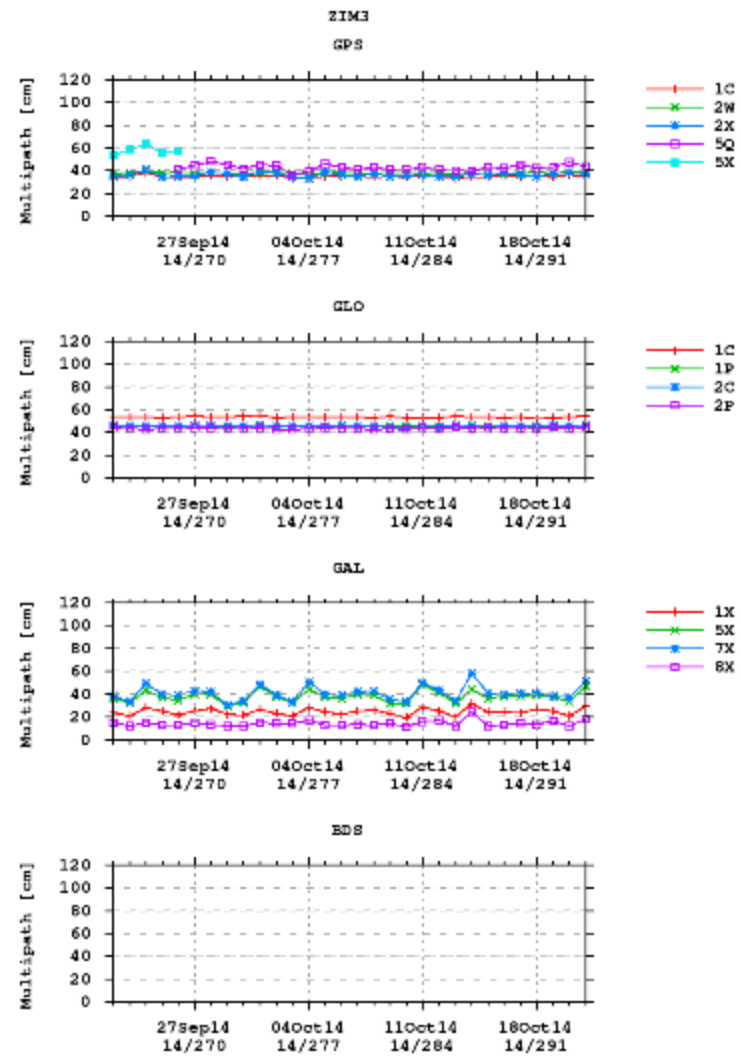 ZIM3
GPS
Multipath [cm]
120
100
80
60
40
20
0
27Sep14 04Oct14 11Oct14 18Oct14
14/270 14/277 14/284 14/291
1C
2W
2X
5Q
5X
GLO
Multipath [cm]
120
100
80
60
40
20
0
27Sep14 04Oct14 11Oct14 18Oct14
14/270 14/277 14/284 14/291
1C
1P
2C
2P
GAL
Multipath [cm]
120
100
80
60
40
20
0
27Sep14 04Oct14 11Oct14 18Oct14
14/270 14/277 14/284 14/291
1X
5X
7X
8X
BDS
Multipath [cm]
120
100
80
60
40
20
0
27Sep14 04Oct14 11Oct14 18Oct14
14/270 14/277 14/284 14/291